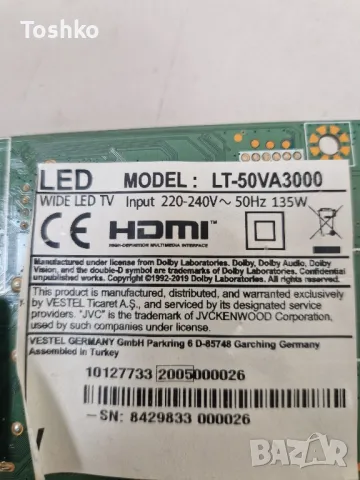 Toshko
LED MODEL : LT-50VA3000
WIDE LED TV Input 220-240V~ 50Hz 135W
CE HDMI
HIGH-DEFINITION MULTIMEDIA INTERFACE
Manufactured under license from Dolby Laboratories. Dolby, Dolby Audio, Dolby
Vision, and the double-D symbol are trademarks of Dolby Laboratories. Confidential
unpublished works. Copyright ©1992-2019 Dolby Laboratories. All rights reserved.
This product is manufactured, distributed, and warranted exclusively
by VESTEL Ticaret A.Ş., and serviced by its designated service
providers. "JVC" is the trademark of JVCKENWOOD Corporation,
used by such companies under license.
VESTEL GERMANY GmbH Parkring 6 D-85748 Garching Germany
Assembled in Turkey
10127733 2005000026
SN: 8429833 000026
BAZAR